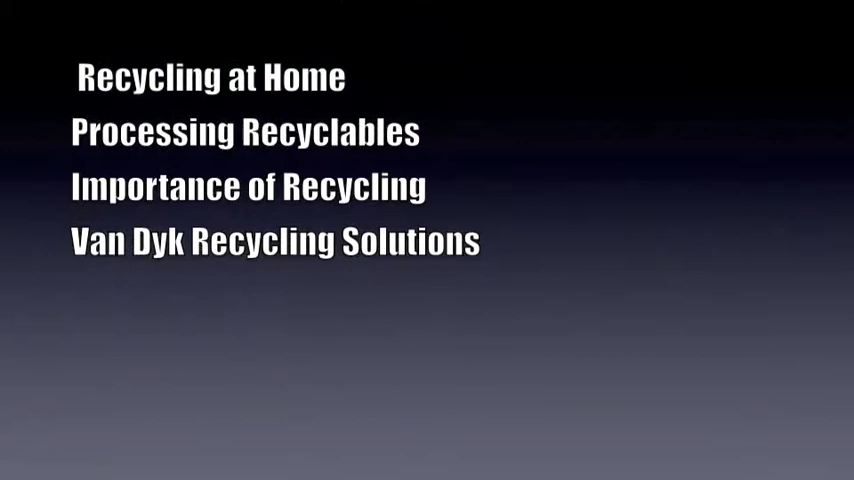 Recycling at Home
Processing Recyclables
Importance of Recycling
Van Dyk Recycling Solutions